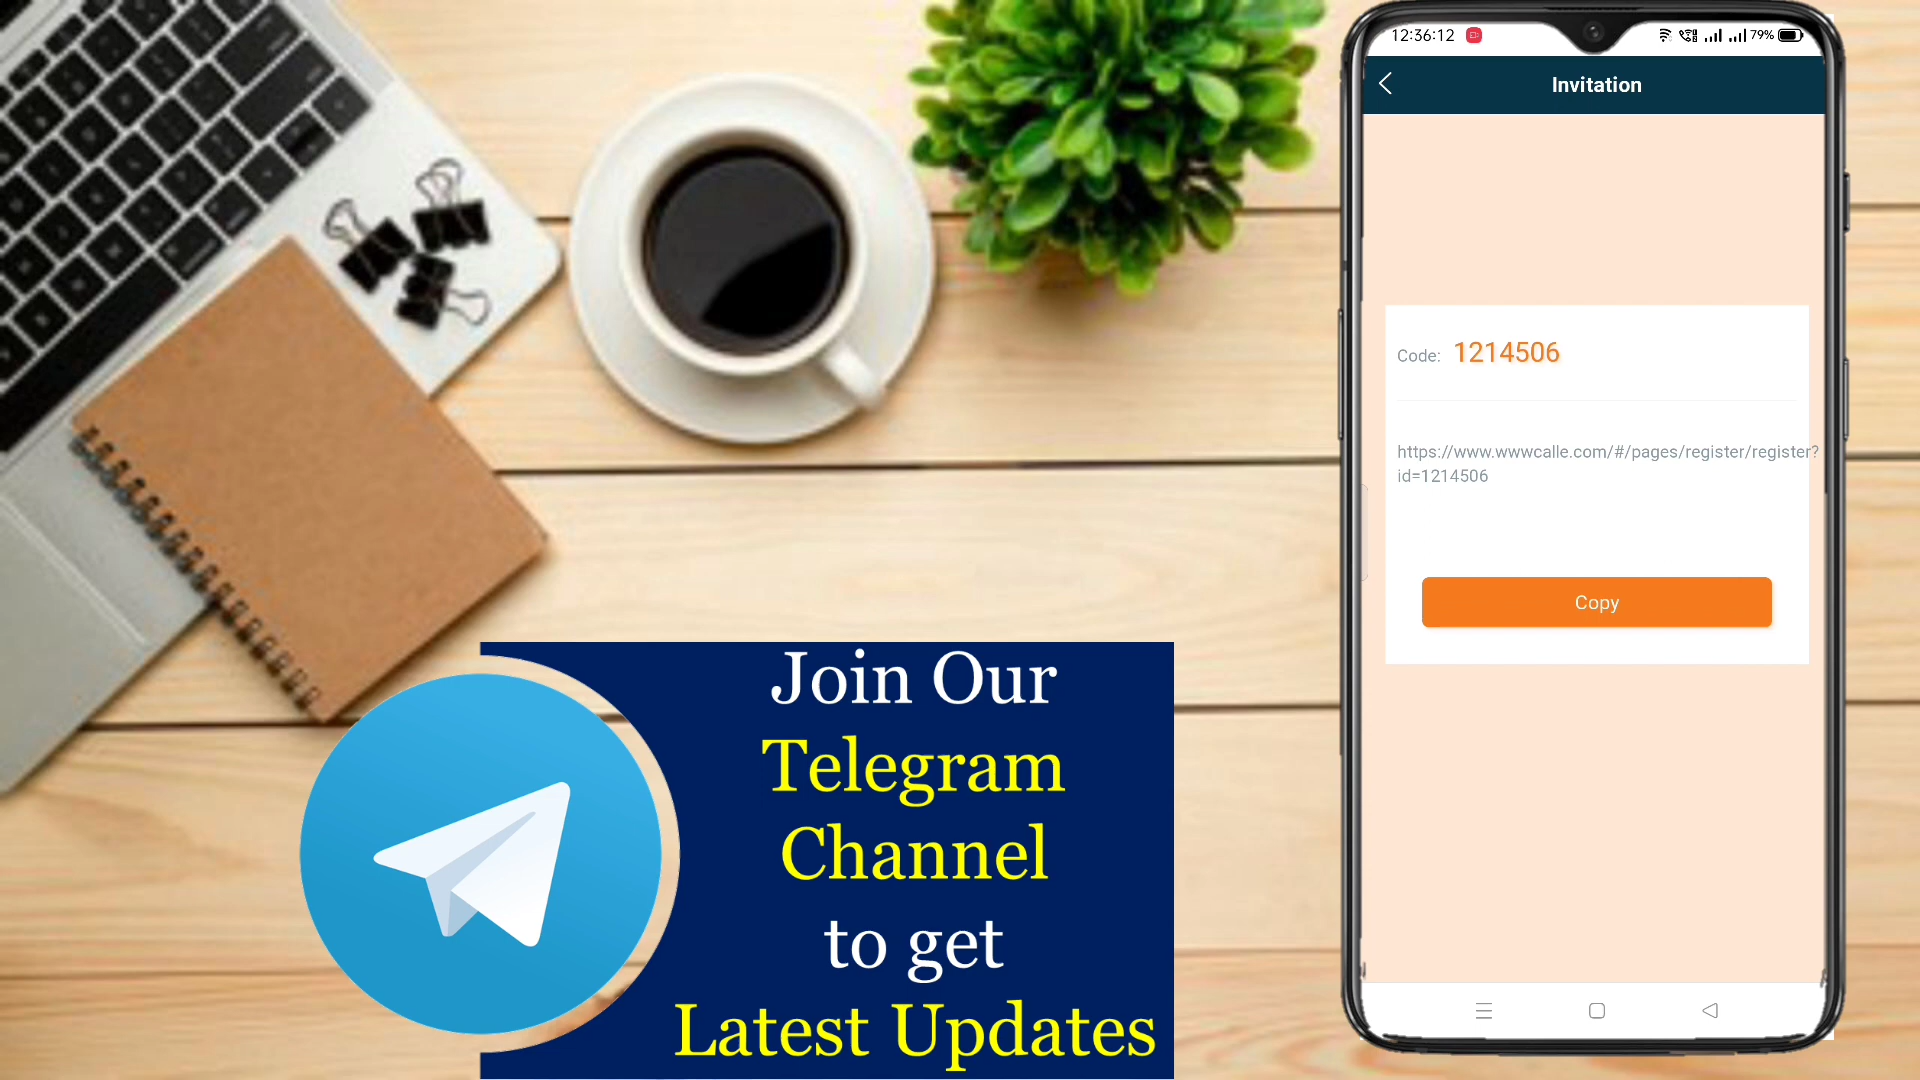 12:36:12
79%
Invitation
Code: 1214506
https://www.wwwcalle.com/#/pages/register/register?
id=1214506
Copy
Join Our
Telegram
Channel
to get
Latest Updates